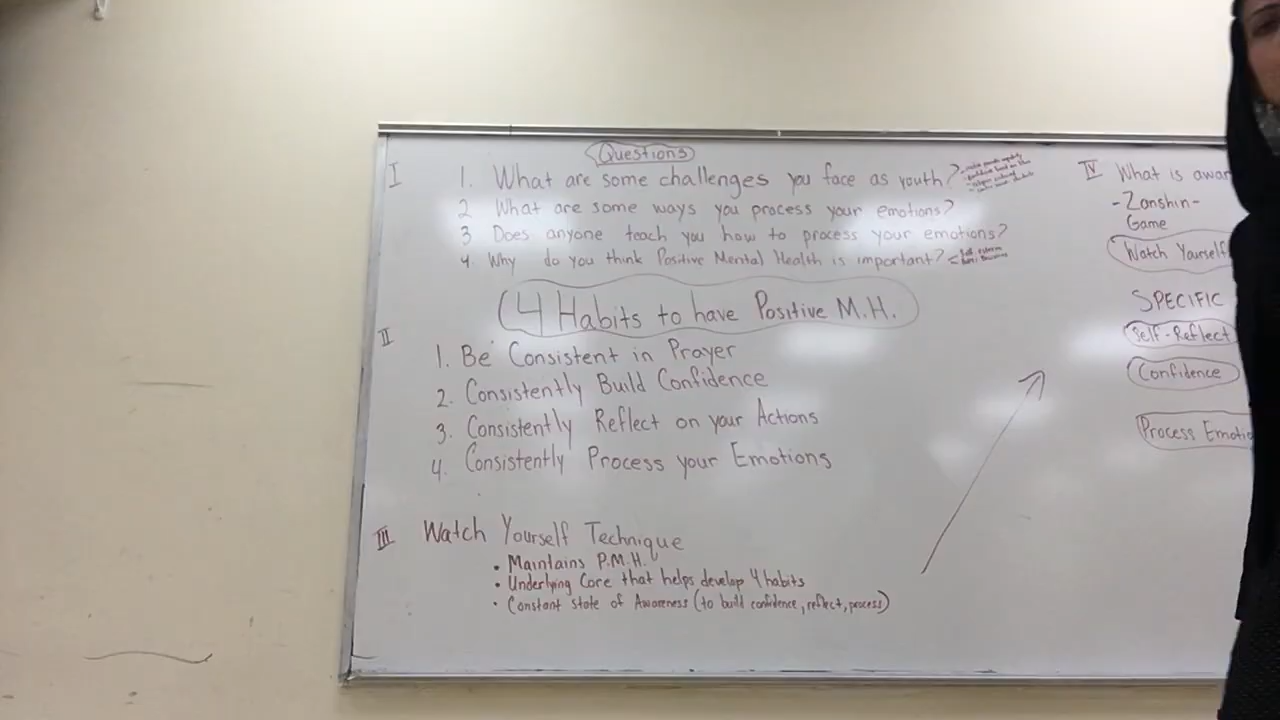 Questions
I
1. What are some challenges you face as youth?
2 What are some ways you process your emotions?
3 Does anyone teach you how to process your emotions?
4. Why do you think Positive Mental Health is important?
4 Habits to have Positive M.H.
II
1. Be Consistent in Prayer
2. Consistently Build Confidence
3. Consistently Reflect on your Actions
4. Consistently Process your Emotions
III Watch Yourself Technique
• Maintains P.M.H.
• Underlying Core that helps develop 4 habits
• Constant State of Awareness (to build confidence, reflect, process)
IV What is awar
- Zanshin -
Game
Watch Yourself
SPECIFIC
Self-Reflect
Confidence
Process Emotio